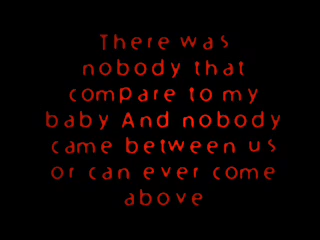 There was
nobody that
compare to my
baby And nobody
came between us
or can ever come
above